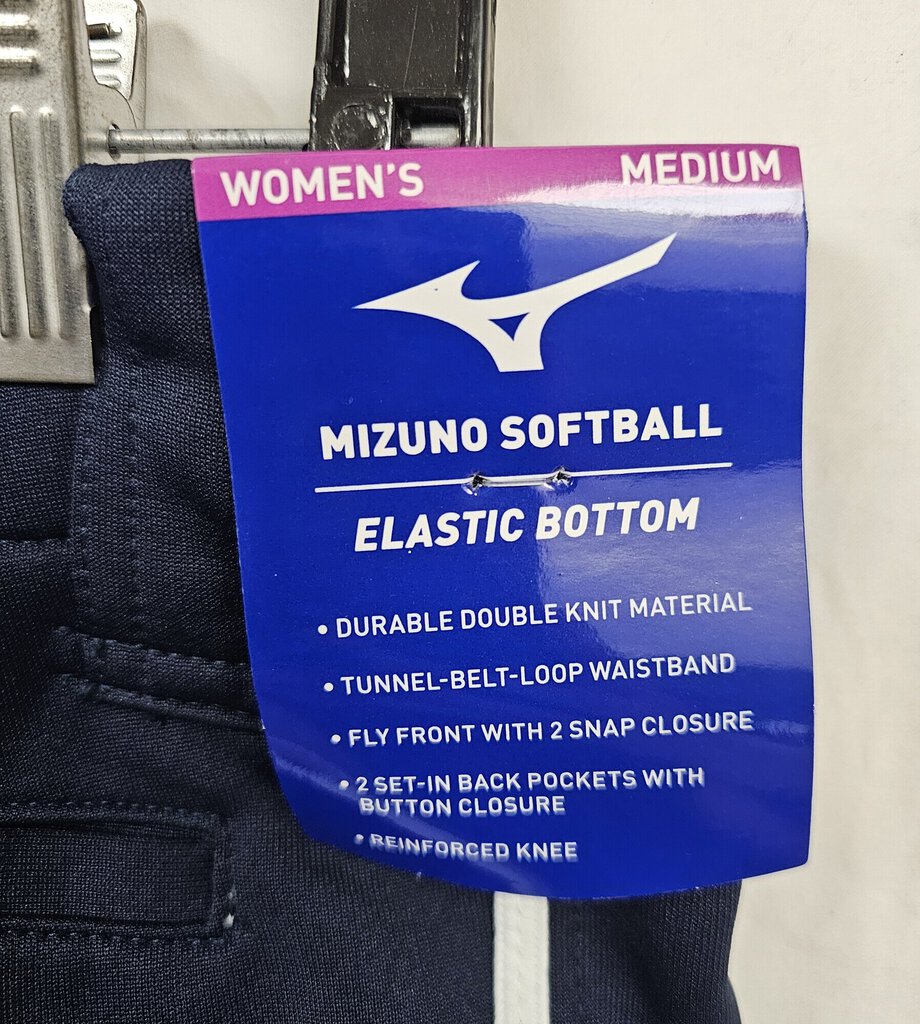 WOMEN'S MEDIUM
MIZUNO SOFTBALL
ELASTIC BOTTOM
• DURABLE DOUBLE KNIT MATERIAL
• TUNNEL-BELT-LOOP WAISTBAND
• FLY FRONT WITH 2 SNAP CLOSURE
• 2 SET-IN BACK POCKETS WITH
BUTTON CLOSURE
• REINFORCED KNEE